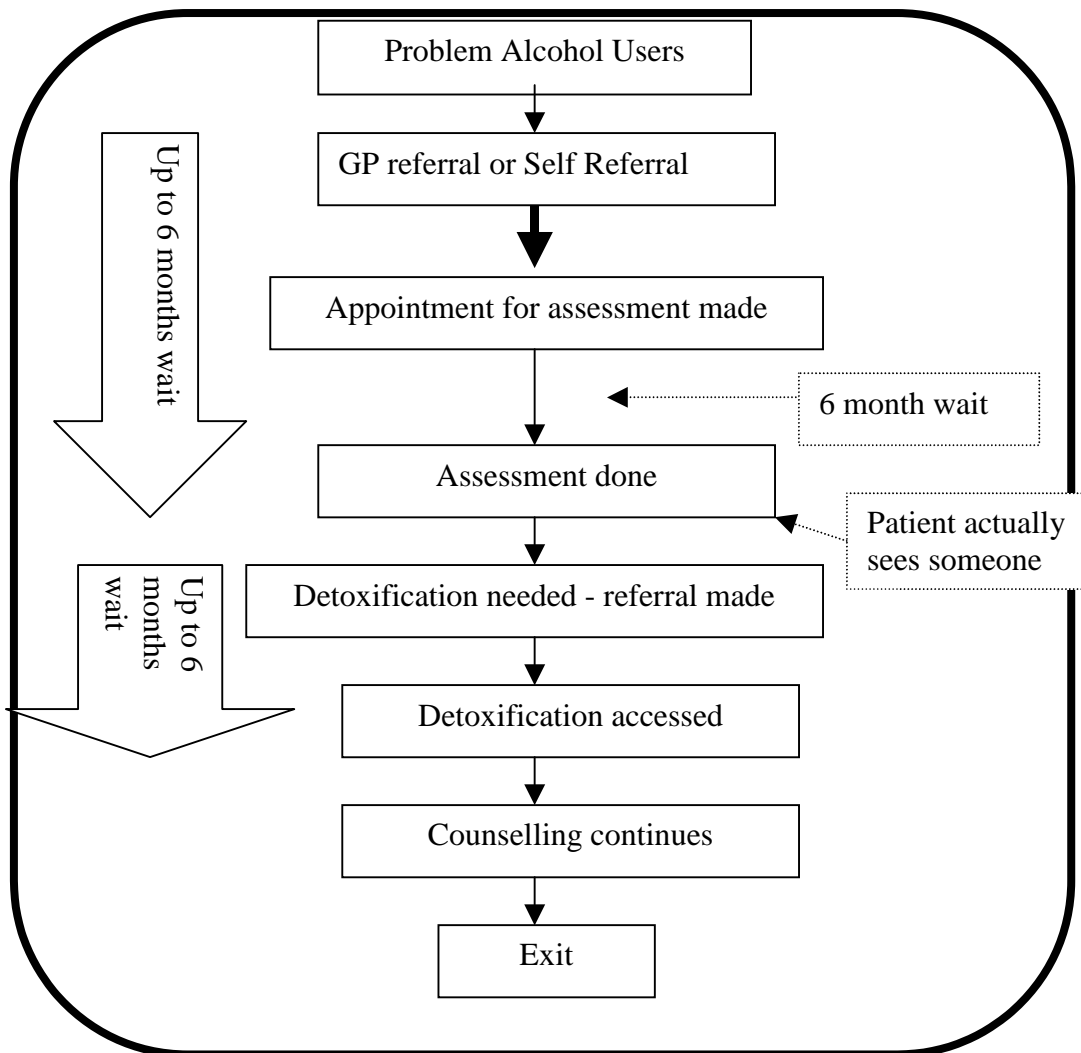 Problem Alcohol Users
GP referral or Self Referral
Up to 6 months wait
Appointment for assessment made
6 month wait
Assessment done
Patient actually
sees someone
Up to 6
months
wait
Detoxification needed - referral made
Detoxification accessed
Counselling continues
Exit